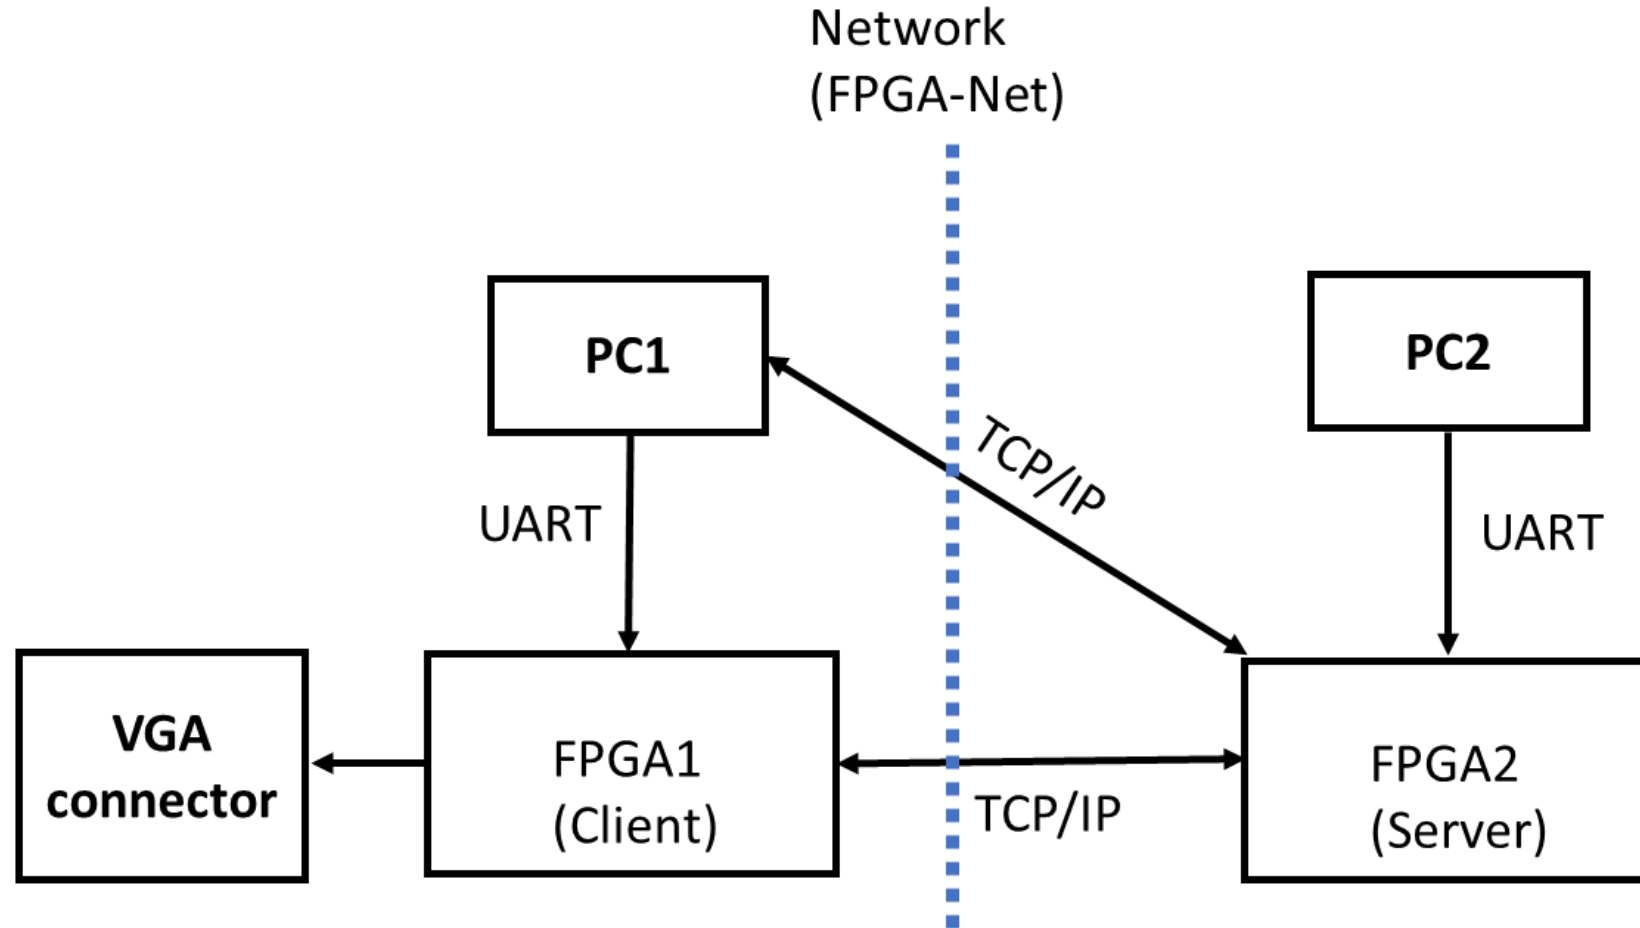 Network
(FPGA-Net)
PC1
PC2
TCP/IP
UART
UART
VGA
connector
FPGA1
(Client)
TCP/IP
FPGA2
(Server)